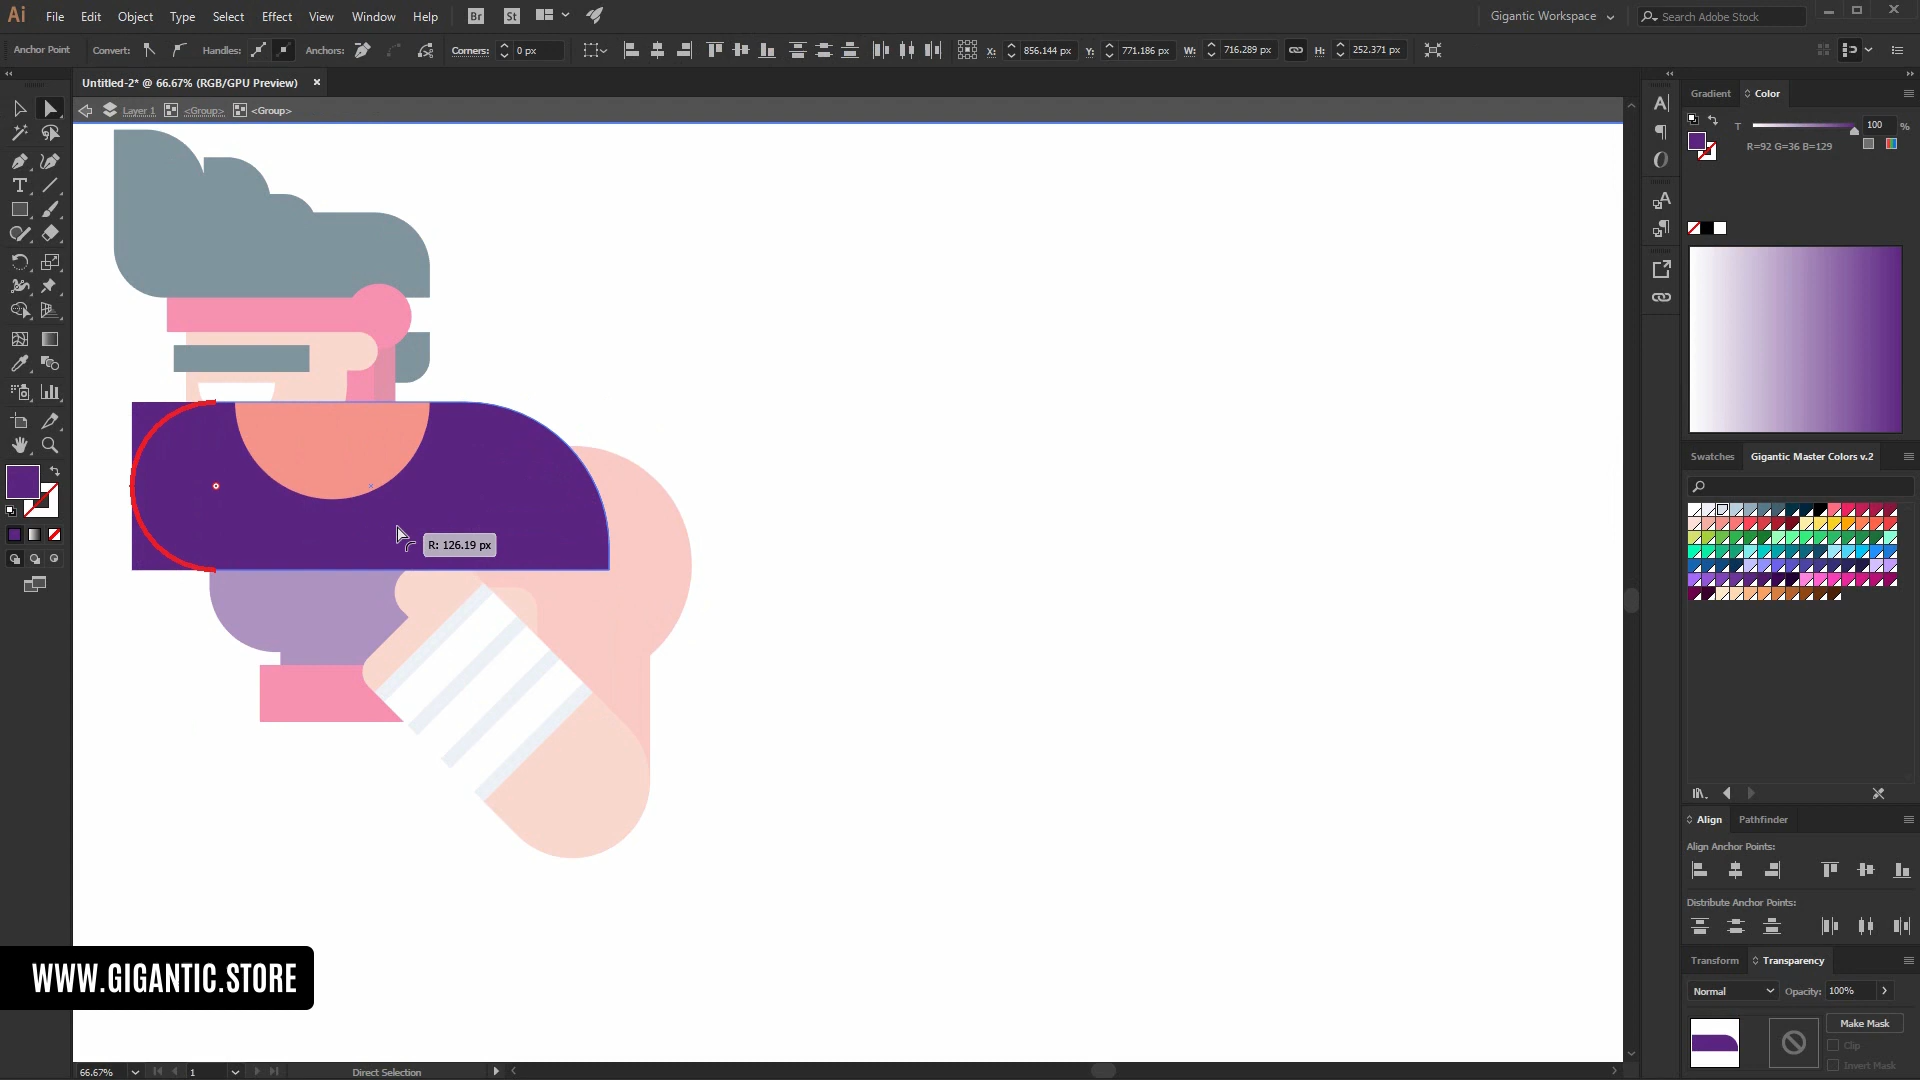 Ai File Edit Object Type Select Effect View Window Help Br St Gigantic Workspace Search Adobe Stock
Anchor Point Convert: Handles: Anchors: Corners: 0 px X: 856.144 px Y: 771.186 px W: 716.289 px H: 252.371 px
Untitled-2* @ 66.67% (RGB/GPU Preview)
Layer 1 <Group> <Group>
Gradient Color
T 100 %
R=92 G=36 B=129
R: 126.19 px
Swatches Gigantic Master Colors v.2
Align Pathfinder
Align Anchor Points:
Distribute Anchor Points:
Transform Transparency
Normal Opacity: 100%
Make Mask
Clip
Invert Mask
WWW.GIGANTIC.STORE
66.67% 1 Direct Selection